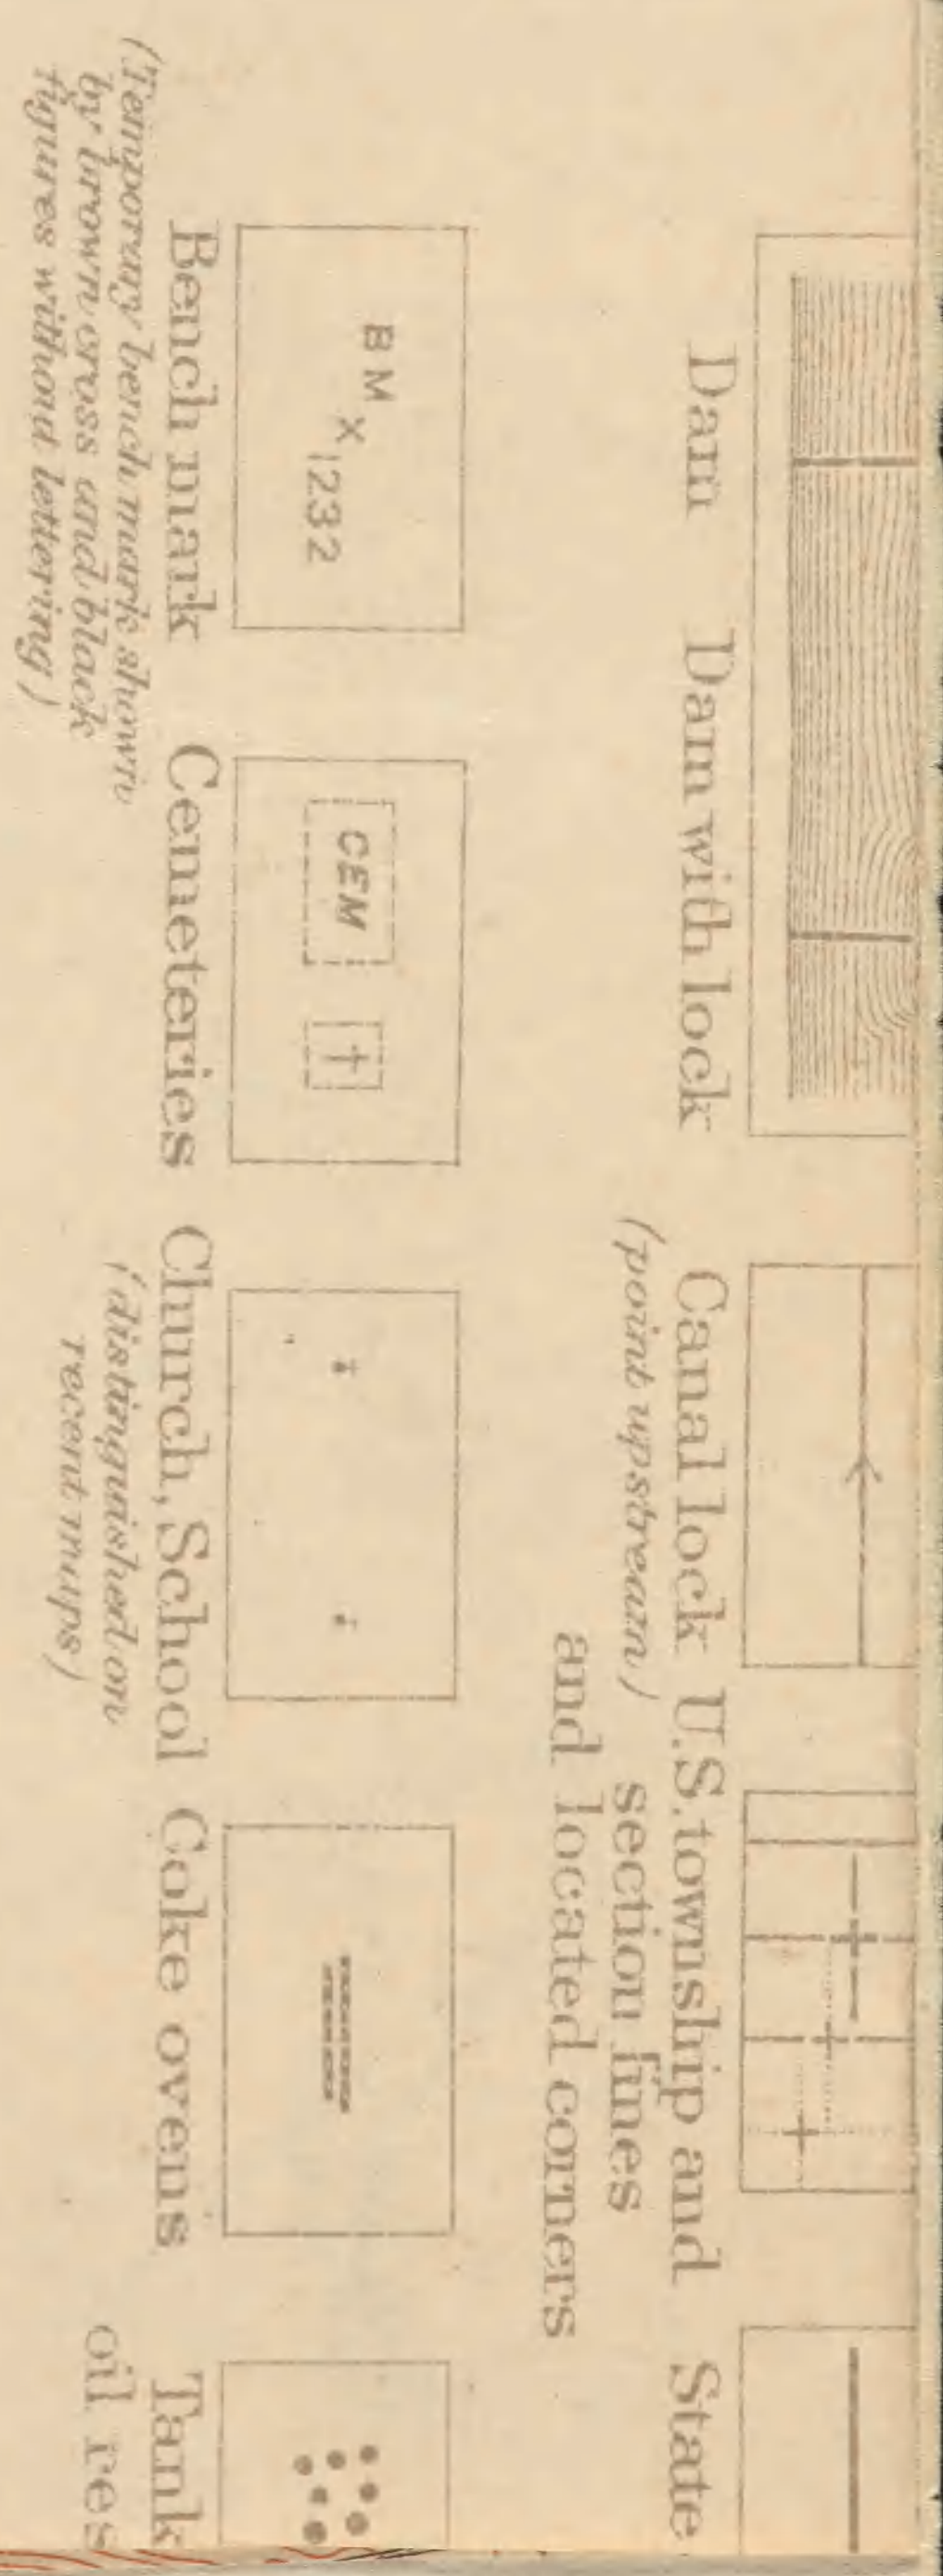 Dam
Dam with lock
Canal lock
(point upstream)
U.S. township and
section lines
and located corners
State
B M
X
1232
Bench mark
(Temporary bench mark shown
by brown cross and black
figures without lettering)
CEM
Cemeteries
Church, School
(distinguished on
recent maps)
Coke ovens
Tank
oil res